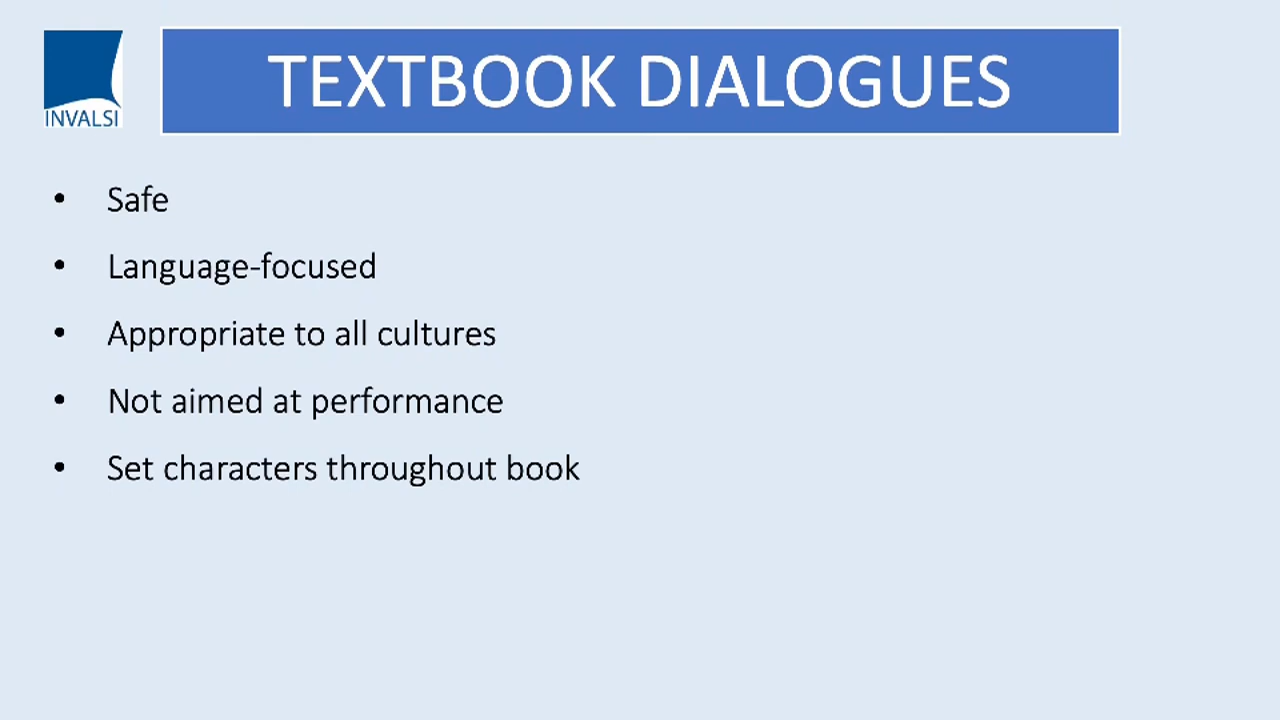 INVALSI
TEXTBOOK DIALOGUES
• Safe
• Language-focused
• Appropriate to all cultures
• Not aimed at performance
• Set characters throughout book